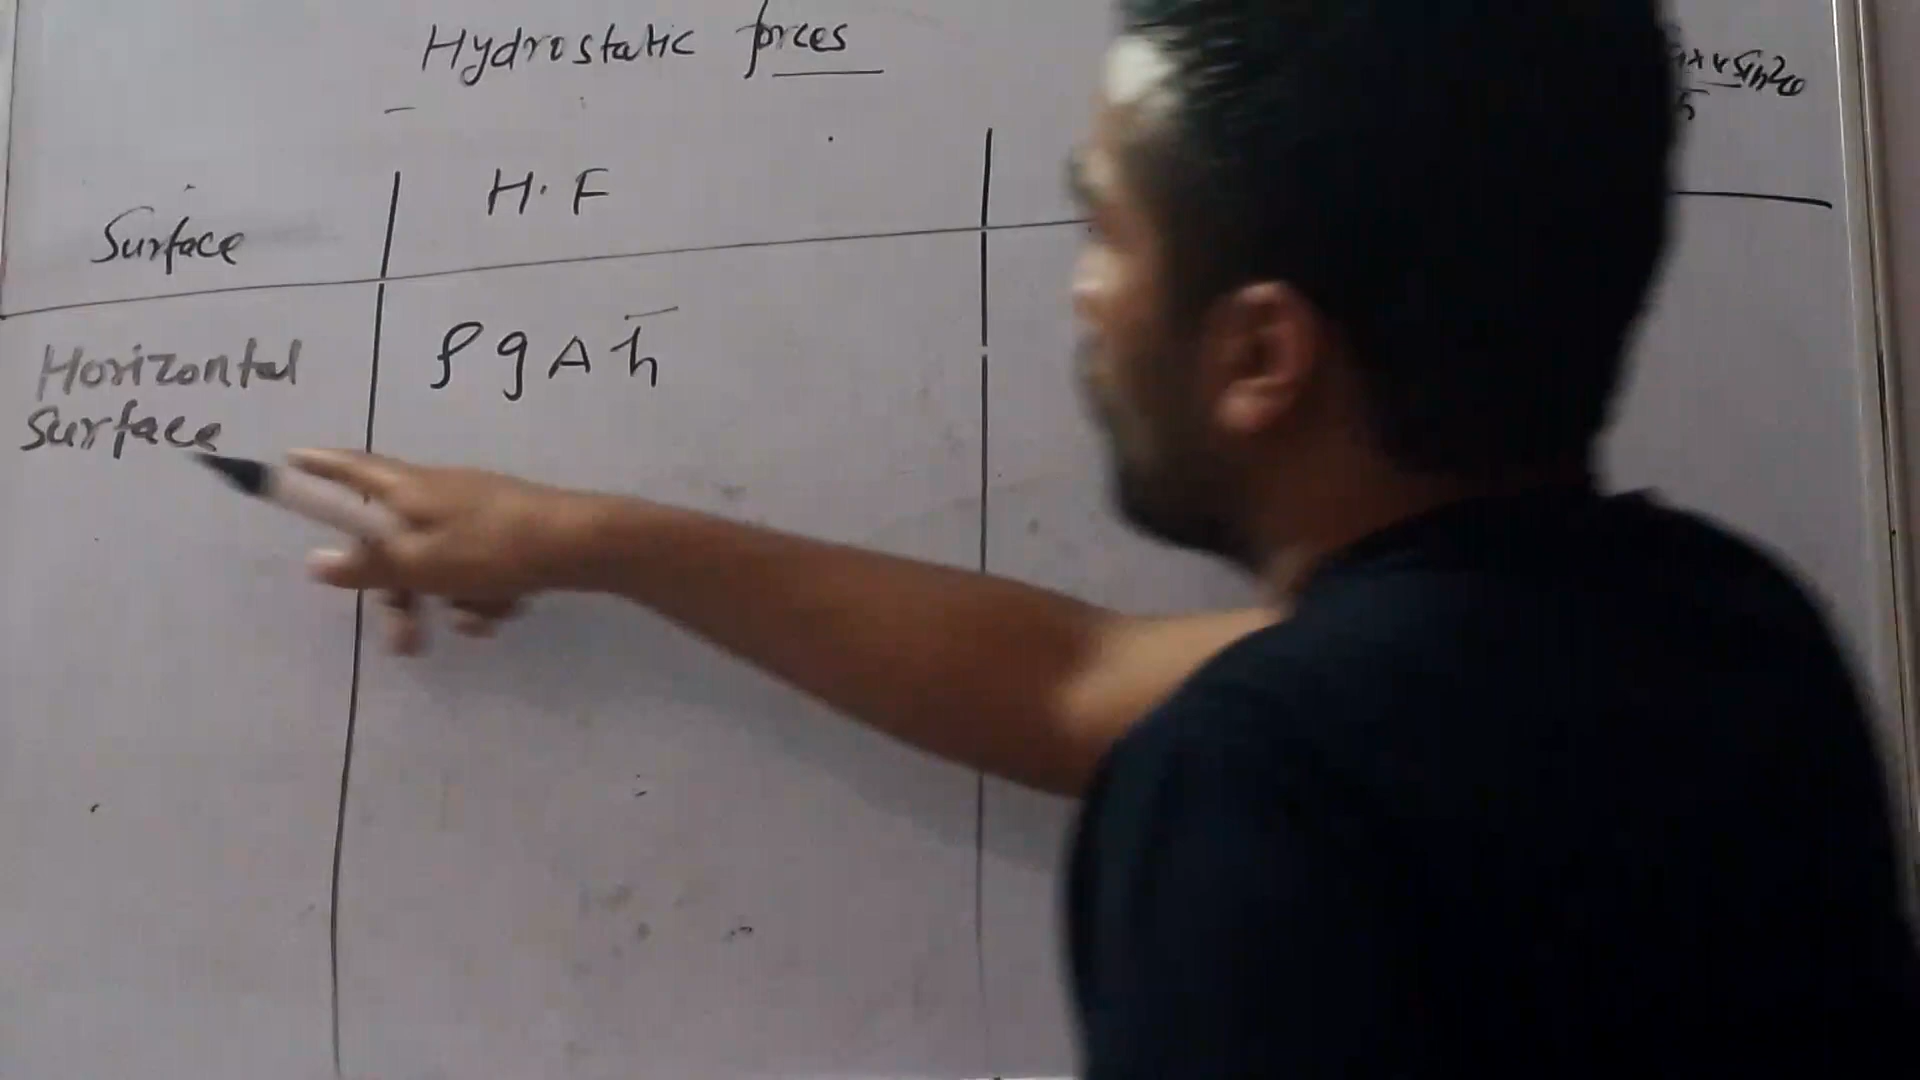 Hydrostatic forces
Surface
H.F
Horizontal
surface
ρgAh̄